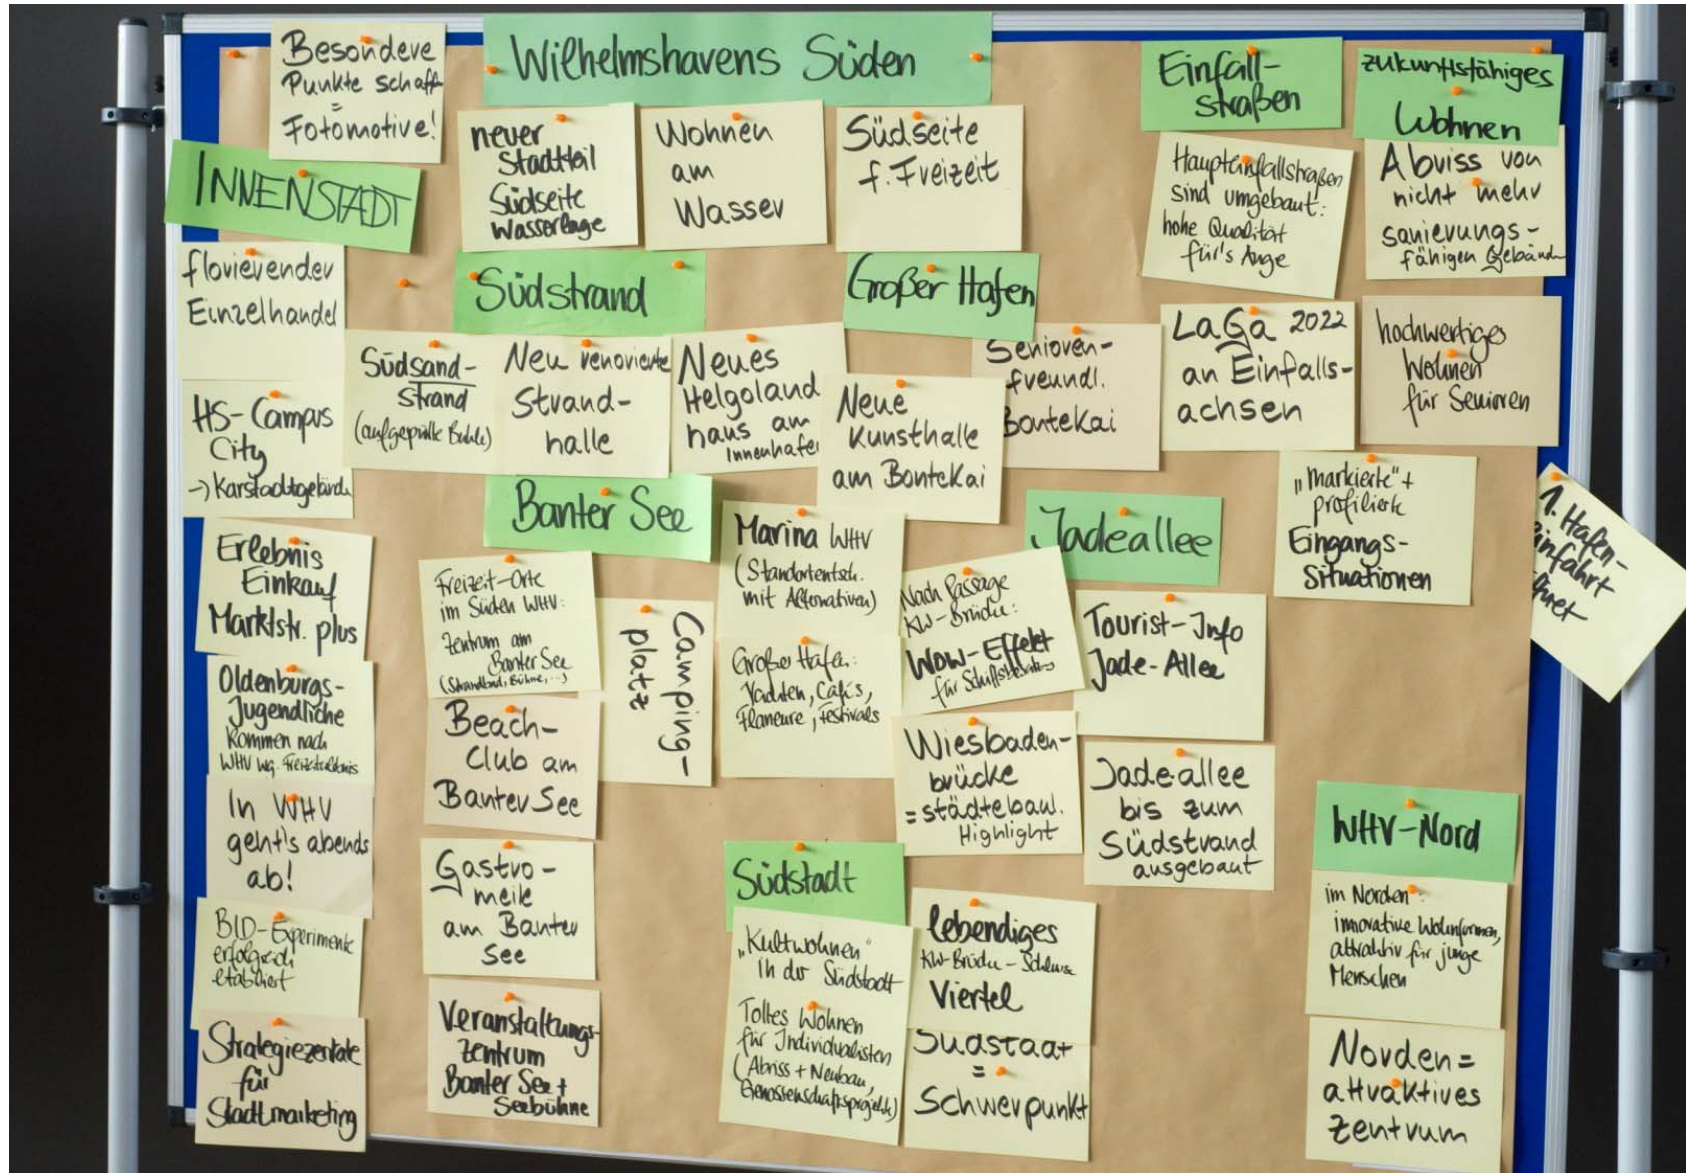 Besondere
Punkte schaff
=
Fotomotive!
Wilhelmshavens Süden
neuer
Stadtteil
Südseite
Wasserlage
Wohnen
am
Wasser
Südseite
f. Freizeit
Einfall-
straßen
Haupteinfallstraßen
sind umgebaut:
hohe Qualität
für's Auge
LaGa 2022
an Einfalls-
achsen
„markierte" +
profilierte
Eingangs-
situationen
zukunftsfähiges
Wohnen
Abriss von
nicht mehr
sanierungs-
fähigen Gebäud
hochwertiges
Wohnen
für Senioren
1. Hafen-
einfahrt
INNENSTADT
florierender
Einzelhandel
HS-Campus
City
-> Karstadtgebäude
Erlebnis
Einkauf
Marktstr. plus
Oldenburgs-
Jugendliche
kommen nach
WHV wg. Freizeiterlebnis
In WHV
geht's abends
ab!
BID-Experimente
erfolgreich
etabliert
Strategiezentrale
für
Stadtmarketing
Südstrand
Südsand-
strand
(aufgespülte Buhle)
Neu renovierte
Strand-
halle
Neues
Helgoland
haus am
Innenhafen
Großer Hafen
Senioren-
freundl.
Bontekai
Neue
Kunsthalle
am Bontekai
Marina WHV
(Standortentsch.
mit Alternativen)
Großer Hafen:
Yachten, Cafés,
Flaneure, Festivals
Nach Passage
KW-Brücke:
Wow-Effekt
für
Wiesbaden-
brücke
= städtebaul.
Highlight
Banter See
Freizeit-Orte
im Süden WHV:
Zentrum am
Banter See
(Strandbad, Bühne, ...)
Camping-
platz
Beach-
Club am
Banter See
Gastro-
meile
am Banter
See
Veranstaltungs-
zentrum
Banter See +
Seebühne
Jadeallee
Tourist-Info
Jade-Allee
Jadeallee
bis zum
Südstrand
ausgebaut
Südstadt
„Kultwohnen"
in der Südstadt
Tolles Wohnen
für Individualisten
(Abriss + Neubau,
Genossenschaftsprojekte)
lebendiges
KW-Brücke-Schleuse
Viertel
Südstadt
=
Schwerpunkt
WHV-Nord
im Norden:
innovative Wohnformen,
attraktiv für junge
Menschen
Norden =
attraktives
Zentrum